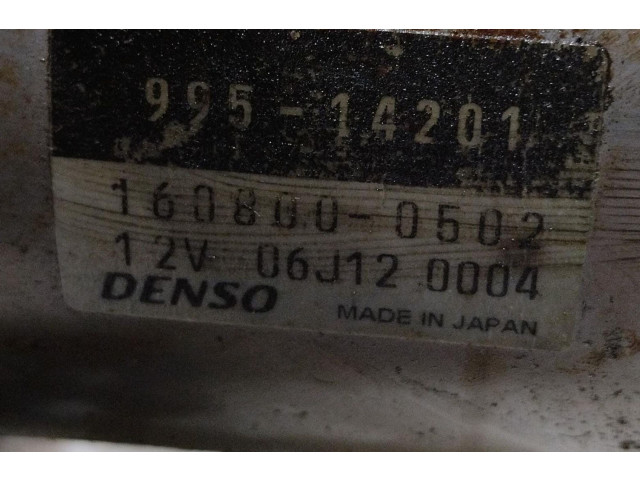 995-14201
160800-0502
12V 06J12 0004
DENSO
MADE IN JAPAN